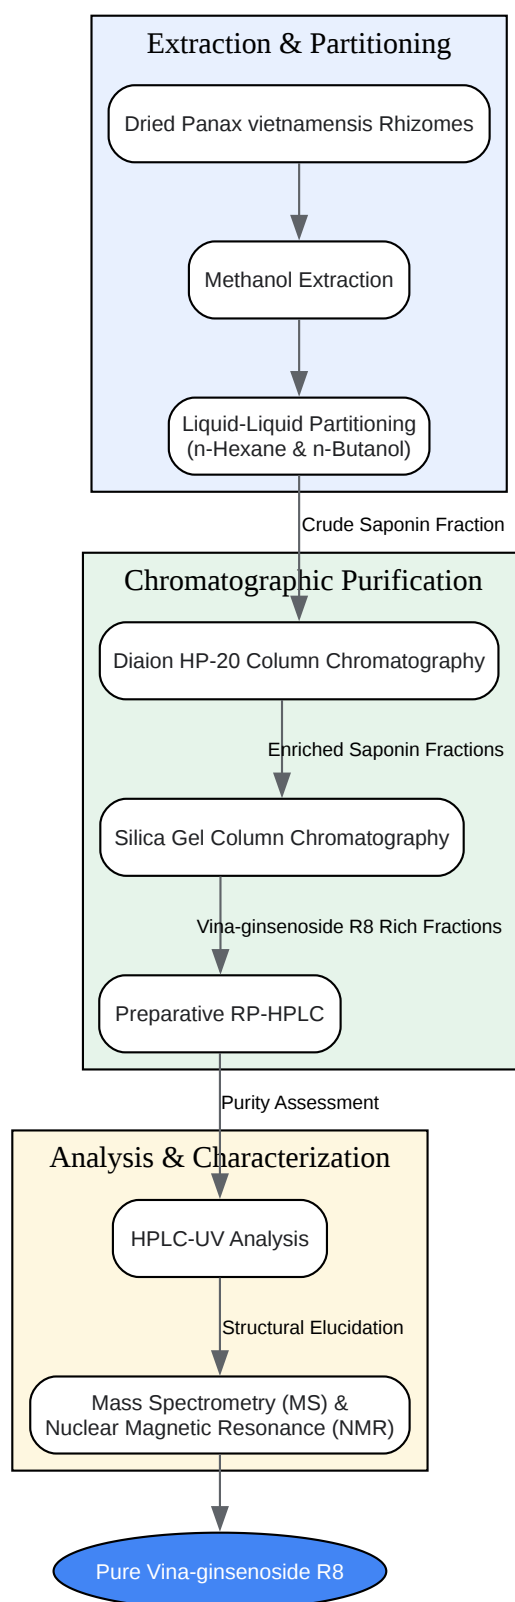 Extraction & Partitioning
Dried Panax vietnamensis Rhizomes
Methanol Extraction
Liquid-Liquid Partitioning
(n-Hexane & n-Butanol)
Crude Saponin Fraction
Chromatographic Purification
Diaion HP-20 Column Chromatography
Enriched Saponin Fractions
Silica Gel Column Chromatography
Vina-ginsenoside R8 Rich Fractions
Preparative RP-HPLC
Purity Assessment
Analysis & Characterization
HPLC-UV Analysis
Structural Elucidation
Mass Spectrometry (MS) &
Nuclear Magnetic Resonance (NMR)
Pure Vina-ginsenoside R8